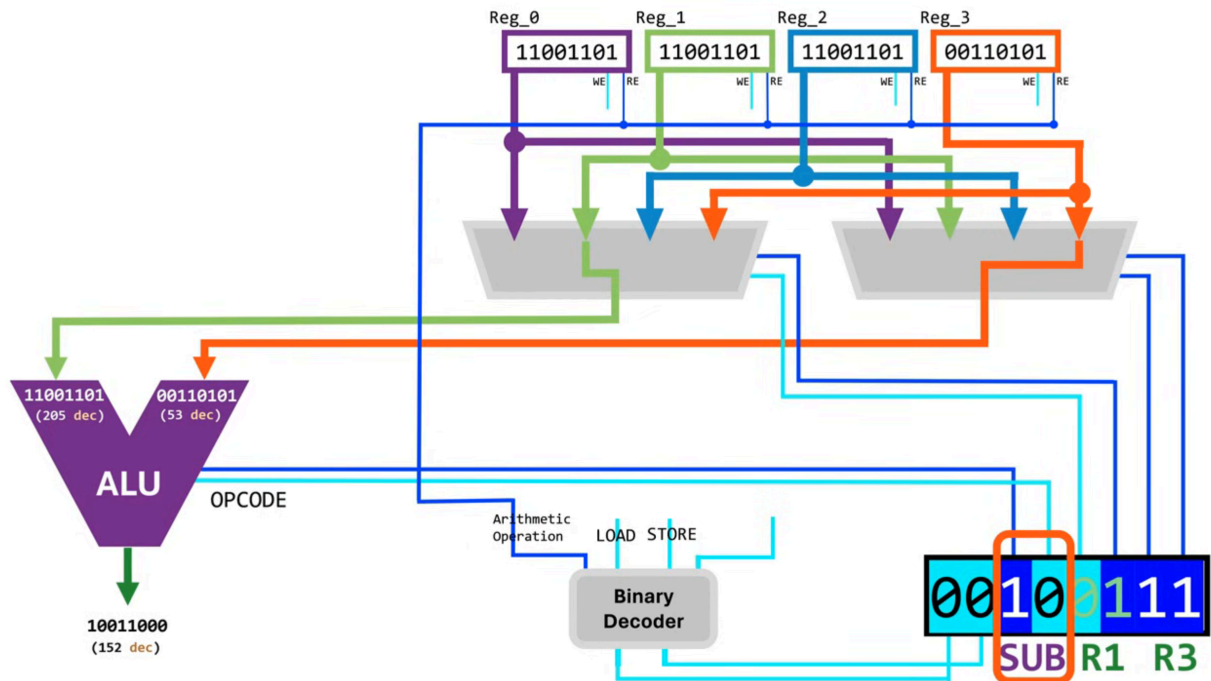 Reg_0 Reg_1 Reg_2 Reg_3
11001101 11001101 11001101 00110101
WE RE WE RE WE RE WE RE
11001101 00110101
(205 dec) (53 dec)
ALU
OPCODE
Arithmetic
Operation
LOAD STORE
Binary
Decoder
00100111
SUB R1 R3
10011000
(152 dec)